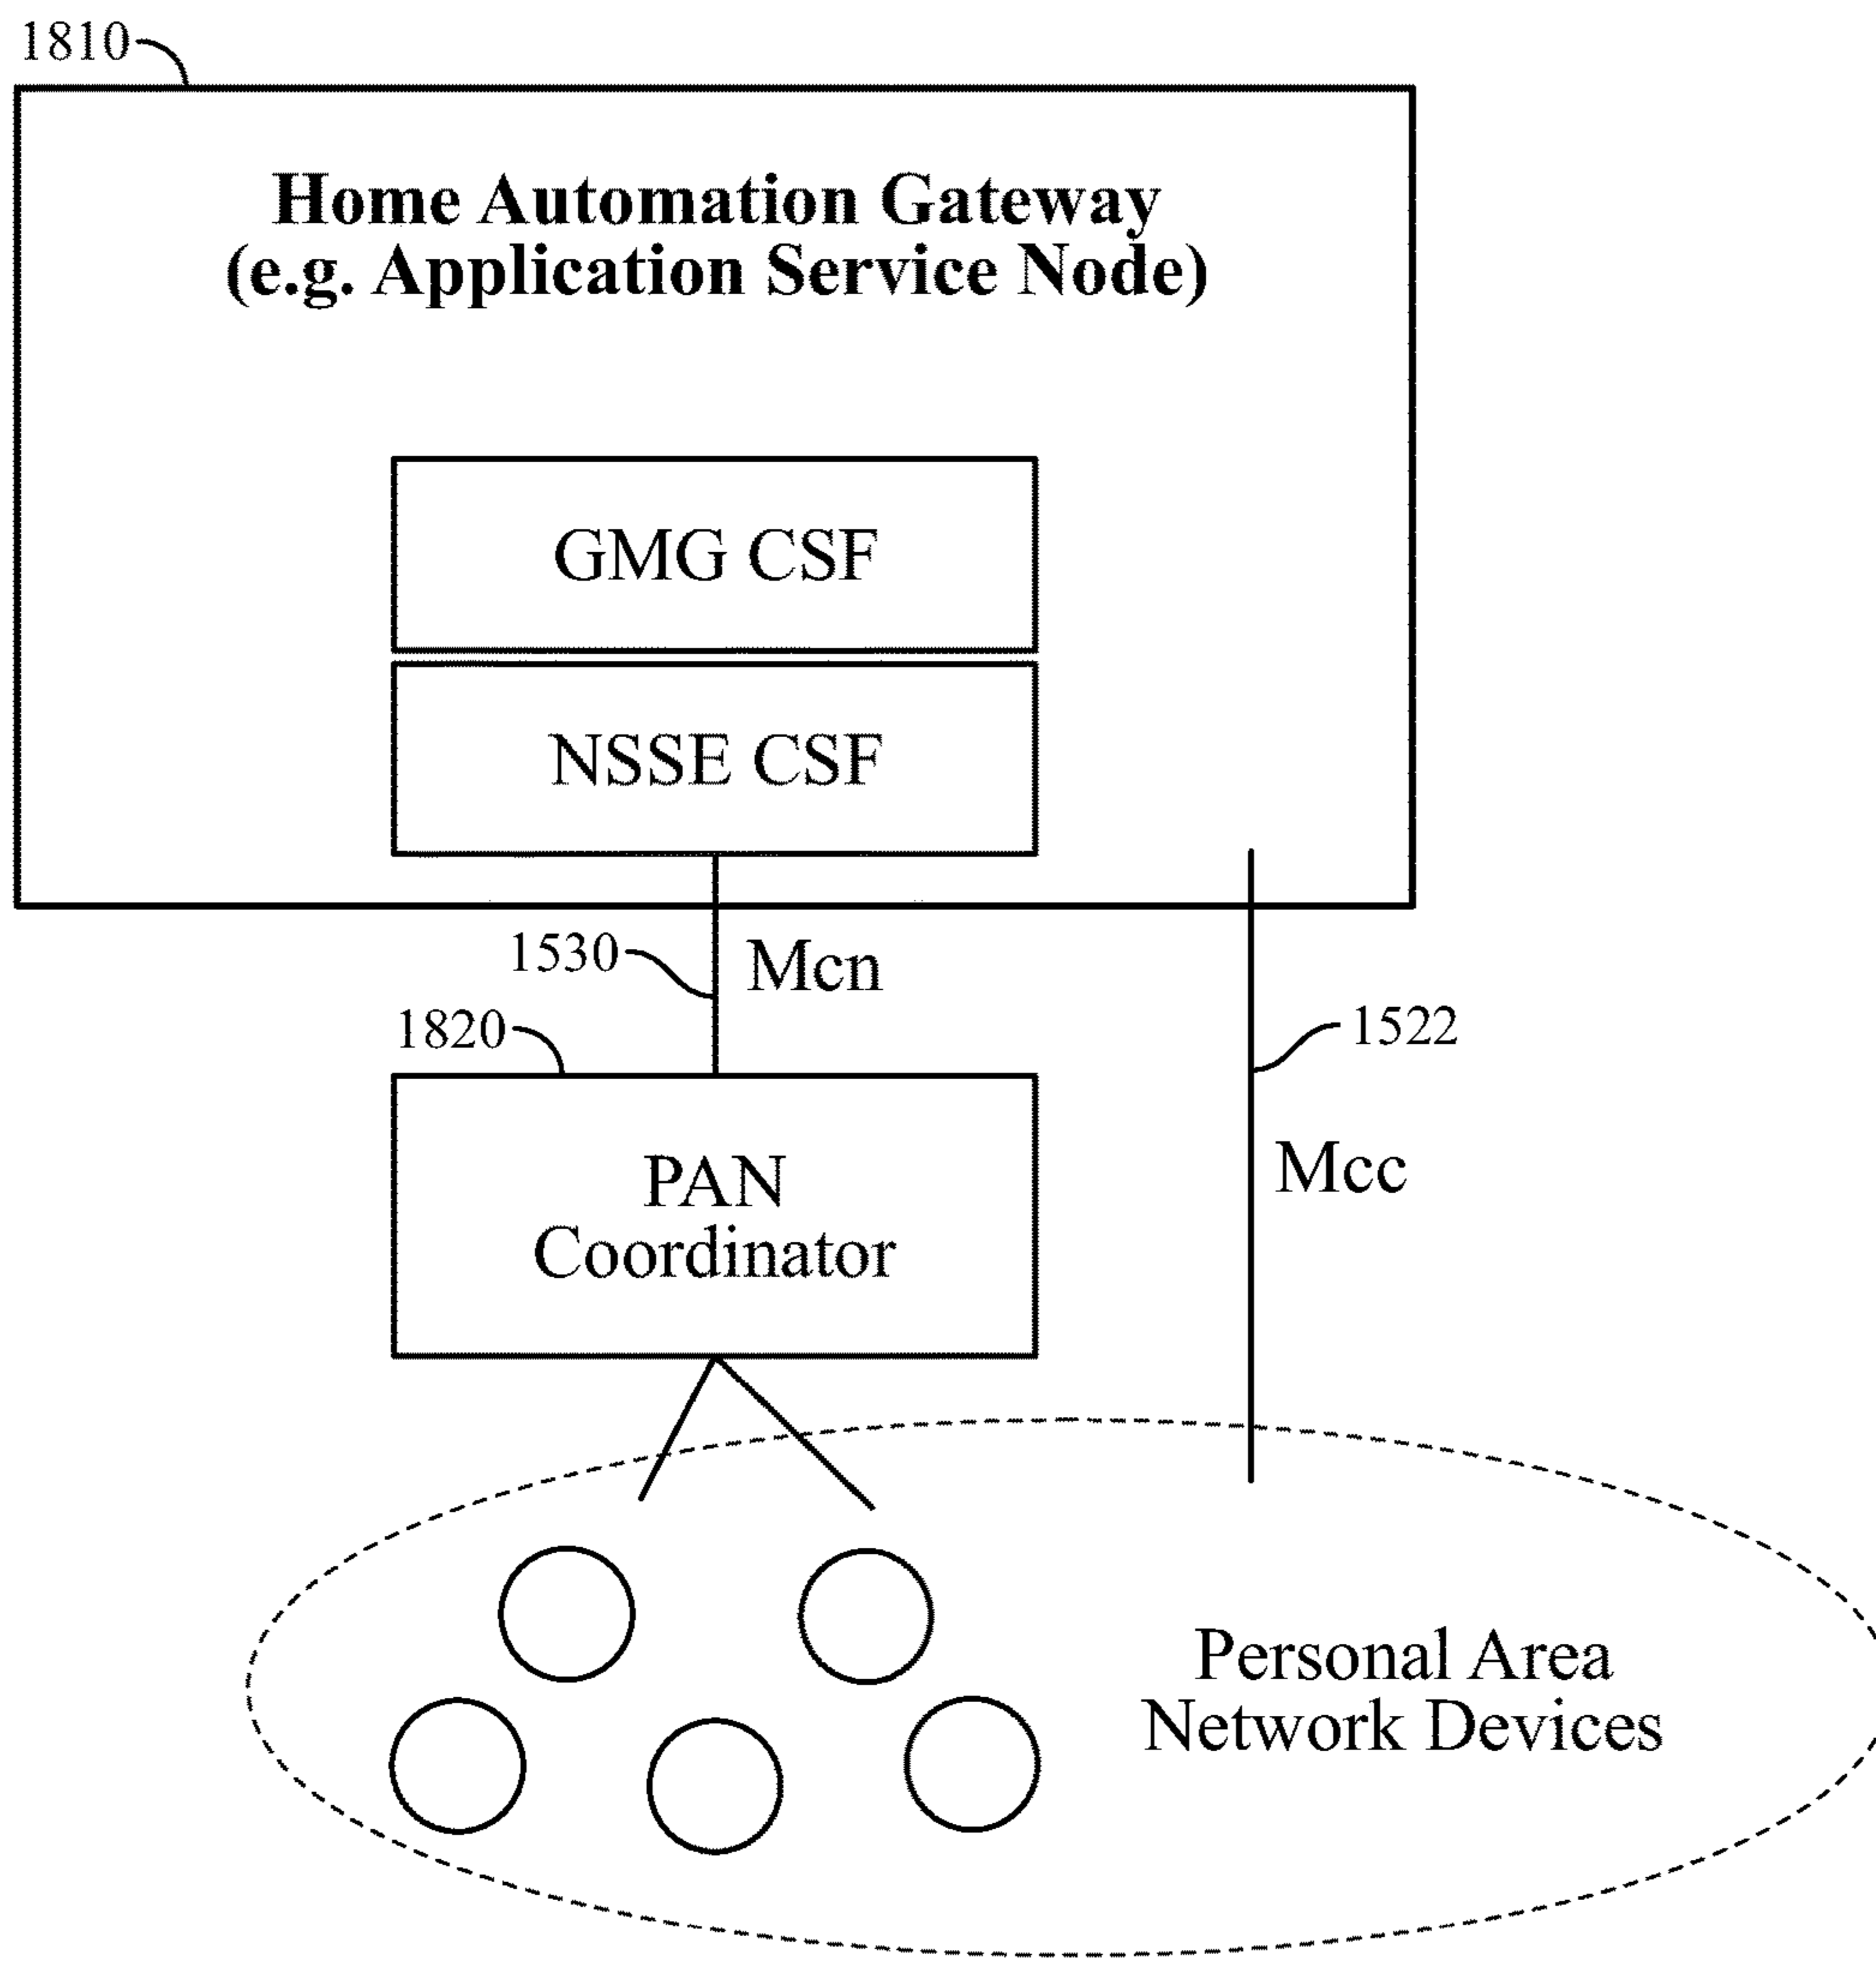 1810
Home Automation Gateway
(e.g. Application Service Node)
GMG CSF
NSSE CSF
1530
Mcn
1820
1522
PAN
Coordinator
Mcc
Personal Area
Network Devices